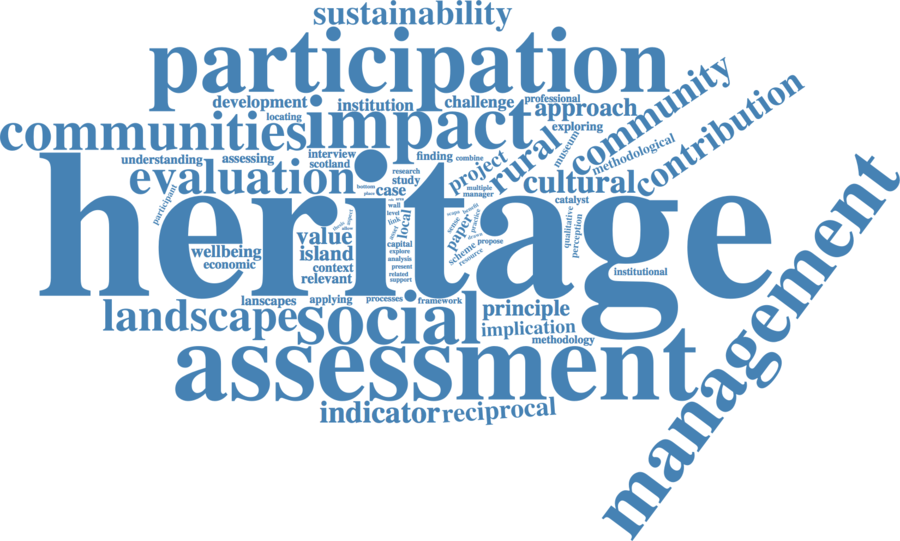 sustainability
participation
development
institution
challenge
professional
approach
locating
communities
impact
exploring
community
contribution
museum
methodological
rural
understanding
assessing
interview
scotland
finding
combine
project
evaluation
research
study
case
multiple
manager
cultural
catalyst
participant
heritage
bottom
place
wall
level
link
local
paper
scheme
resource
propose
qualitative
perception
value
island
context
relevant
wellbeing
economic
capital
explore
analysis
present
related
support
institutional
management
lanscapes
applying
processes
framework
landscape
social
principle
implication
methodology
assessment
indicator
reciprocal